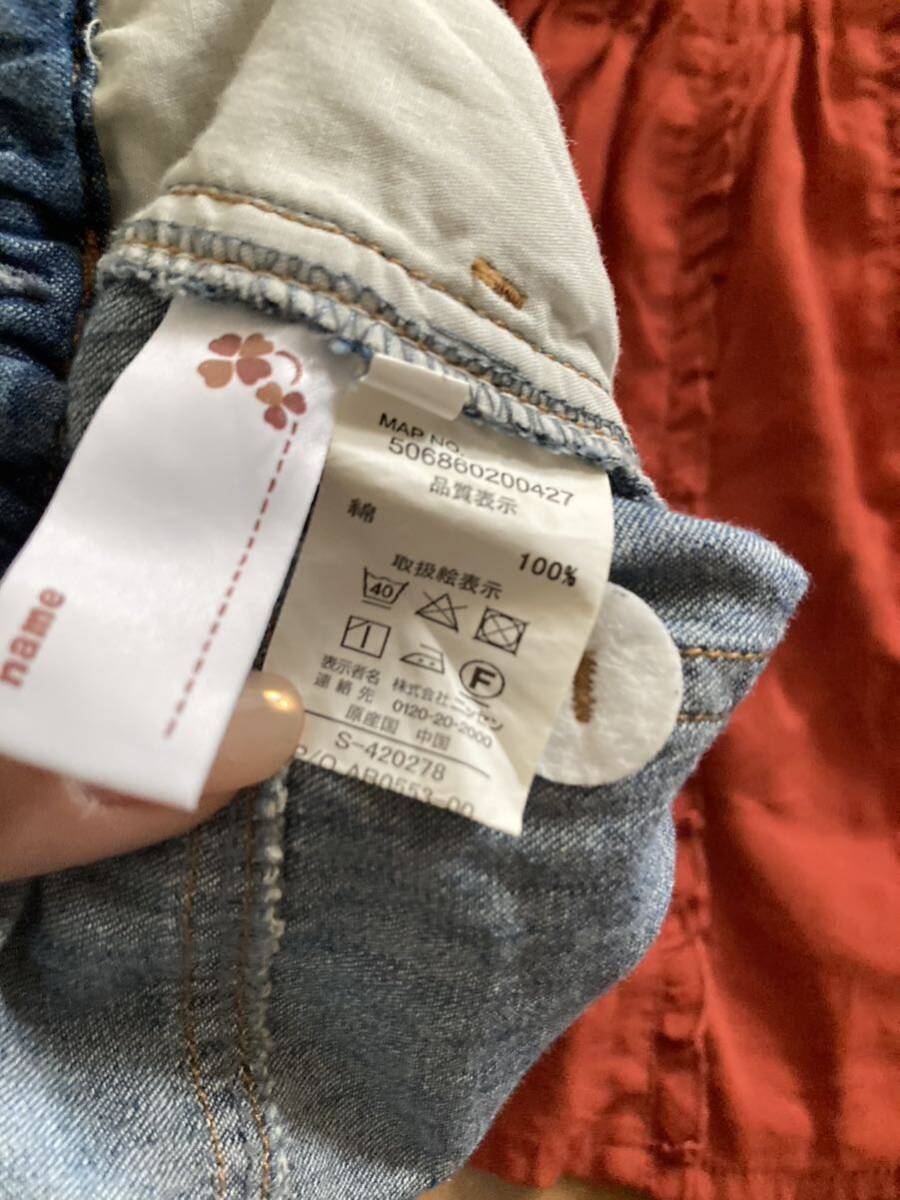 name
MAP NO.
506860200427
品質表示
綿 100%
取扱絵表示
40
F
表示者名 株式会社ニッセン
連絡先 0120-20-2000
原産国 中国
S-420278
P/O AB0553-00